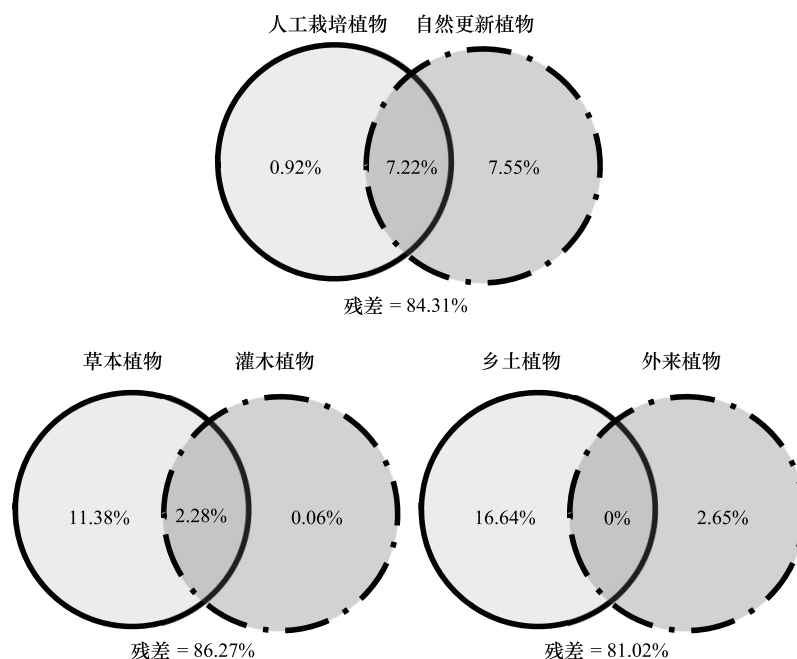 人工栽培植物 自然更新植物
0.92% 7.22% 7.55%
残差 = 84.31%
草本植物 灌木植物 乡土植物 外来植物
11.38% 2.28% 0.06% 16.64% 0% 2.65%
残差 = 86.27% 残差 = 81.02%